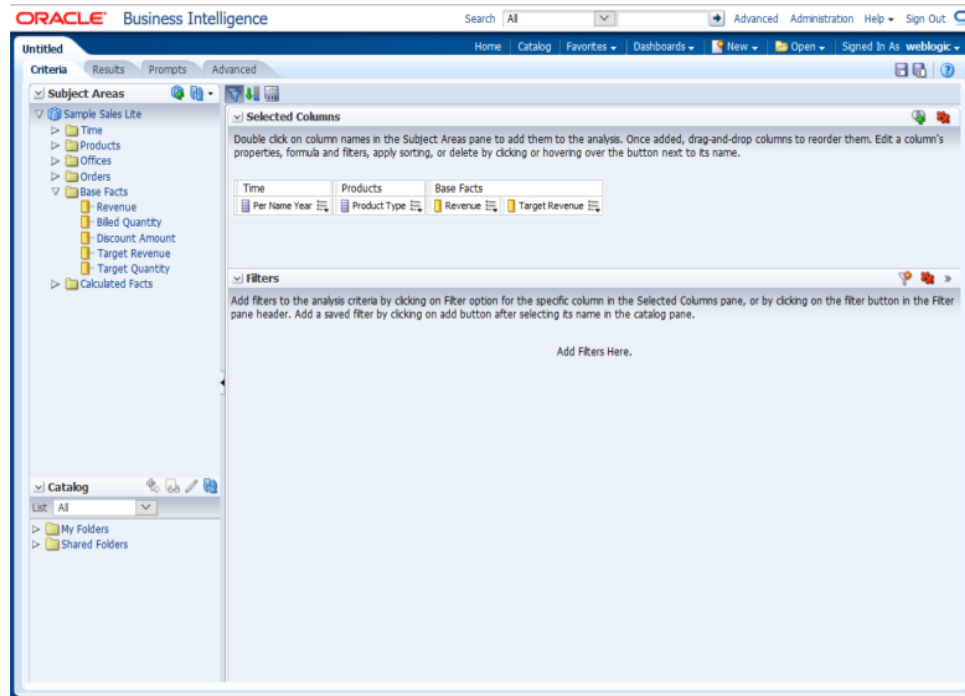 ORACLE Business Intelligence Search All Advanced Administration Help Sign Out
Untitled Home Catalog Favorites Dashboards New Open Signed In As weblogic
Criteria Results Prompts Advanced
Subject Areas
Sample Sales Lite
Time
Products
Offices
Orders
Base Facts
Revenue
Billed Quantity
Discount Amount
Target Revenue
Target Quantity
Calculated Facts
Catalog
List All
My Folders
Shared Folders
Selected Columns
Double click on column names in the Subject Areas pane to add them to the analysis. Once added, drag-and-drop columns to reorder them. Edit a column's
properties, formula and filters, apply sorting, or delete by clicking or hovering over the button next to its name.
Time Products Base Facts
Per Name Year Product Type Revenue Target Revenue
Filters
Add filters to the analysis criteria by clicking on Filter option for the specific column in the Selected Columns pane, or by clicking on the filter button in the Filter
pane header. Add a saved filter by clicking on add button after selecting its name in the catalog pane.
Add Filters Here.